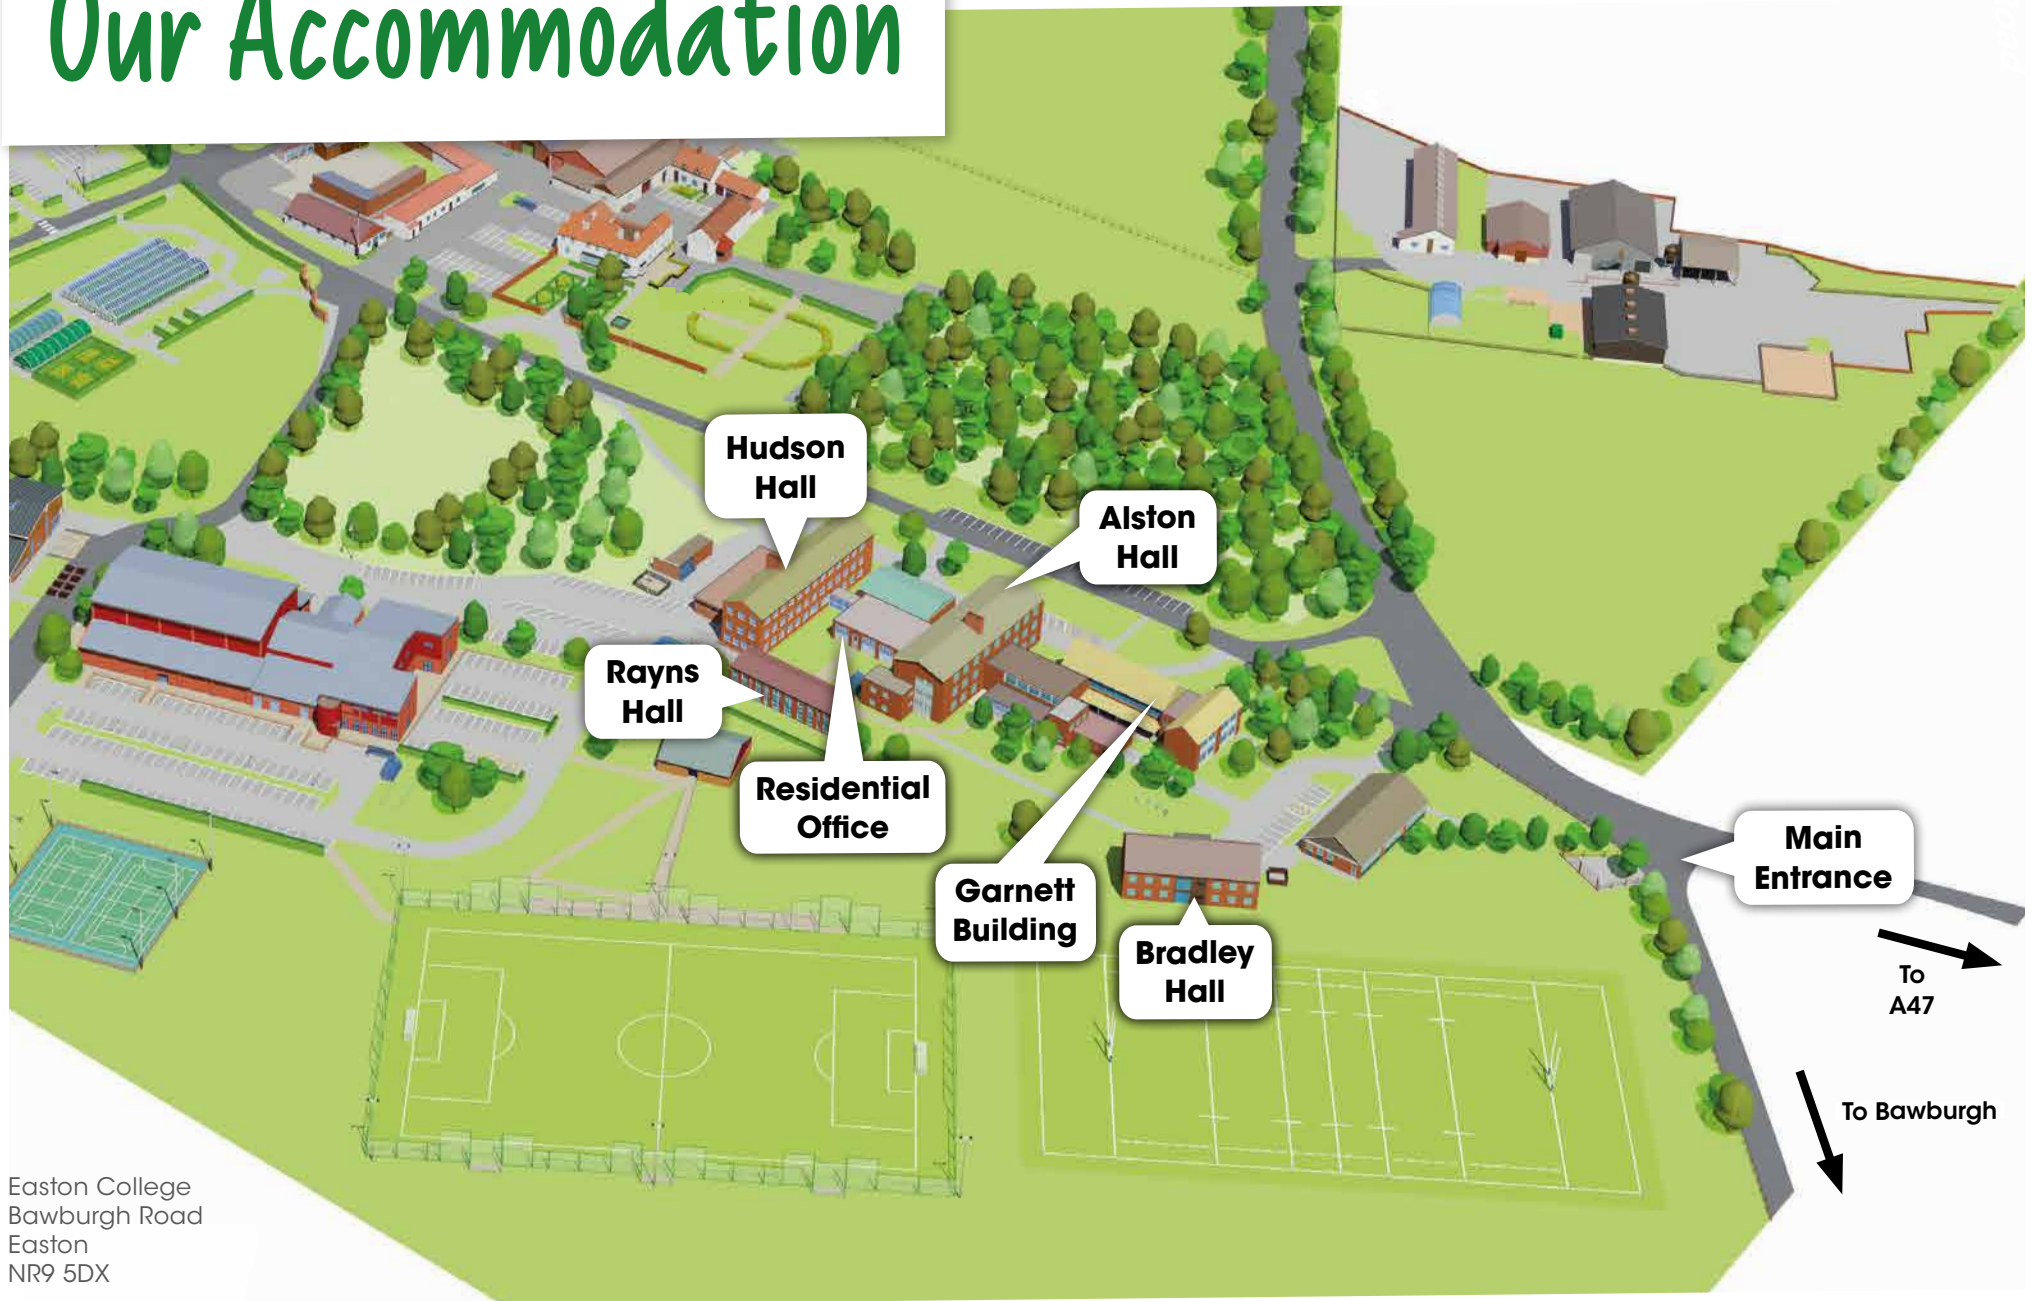 Our Accommodation
Hudson
Hall
Alston
Hall
Rayns
Hall
Residential
Office
Garnett
Building
Bradley
Hall
Main
Entrance
To
A47
To Bawburgh
Easton College
Bawburgh Road
Easton
NR9 5DX